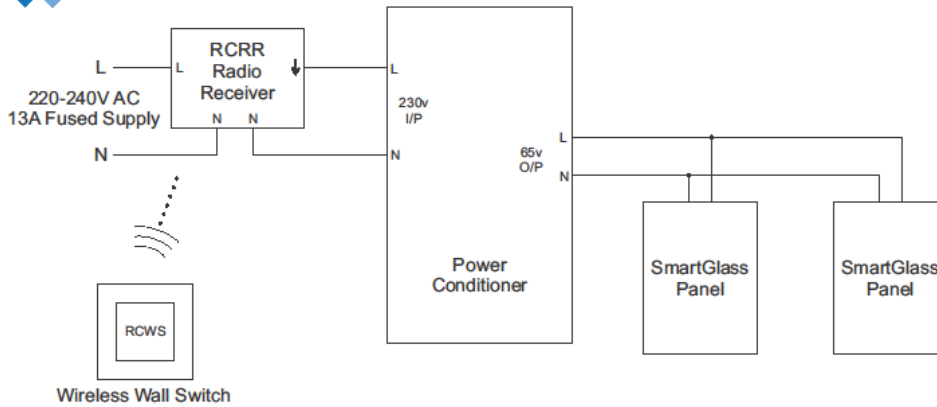 RCRR
Radio
Receiver
L
L
N N
220-240V AC
13A Fused Supply
N
L
230v
I/P
N
L
65v
O/P
N
Power
Conditioner
SmartGlass
Panel
SmartGlass
Panel
RCWS
Wireless Wall Switch